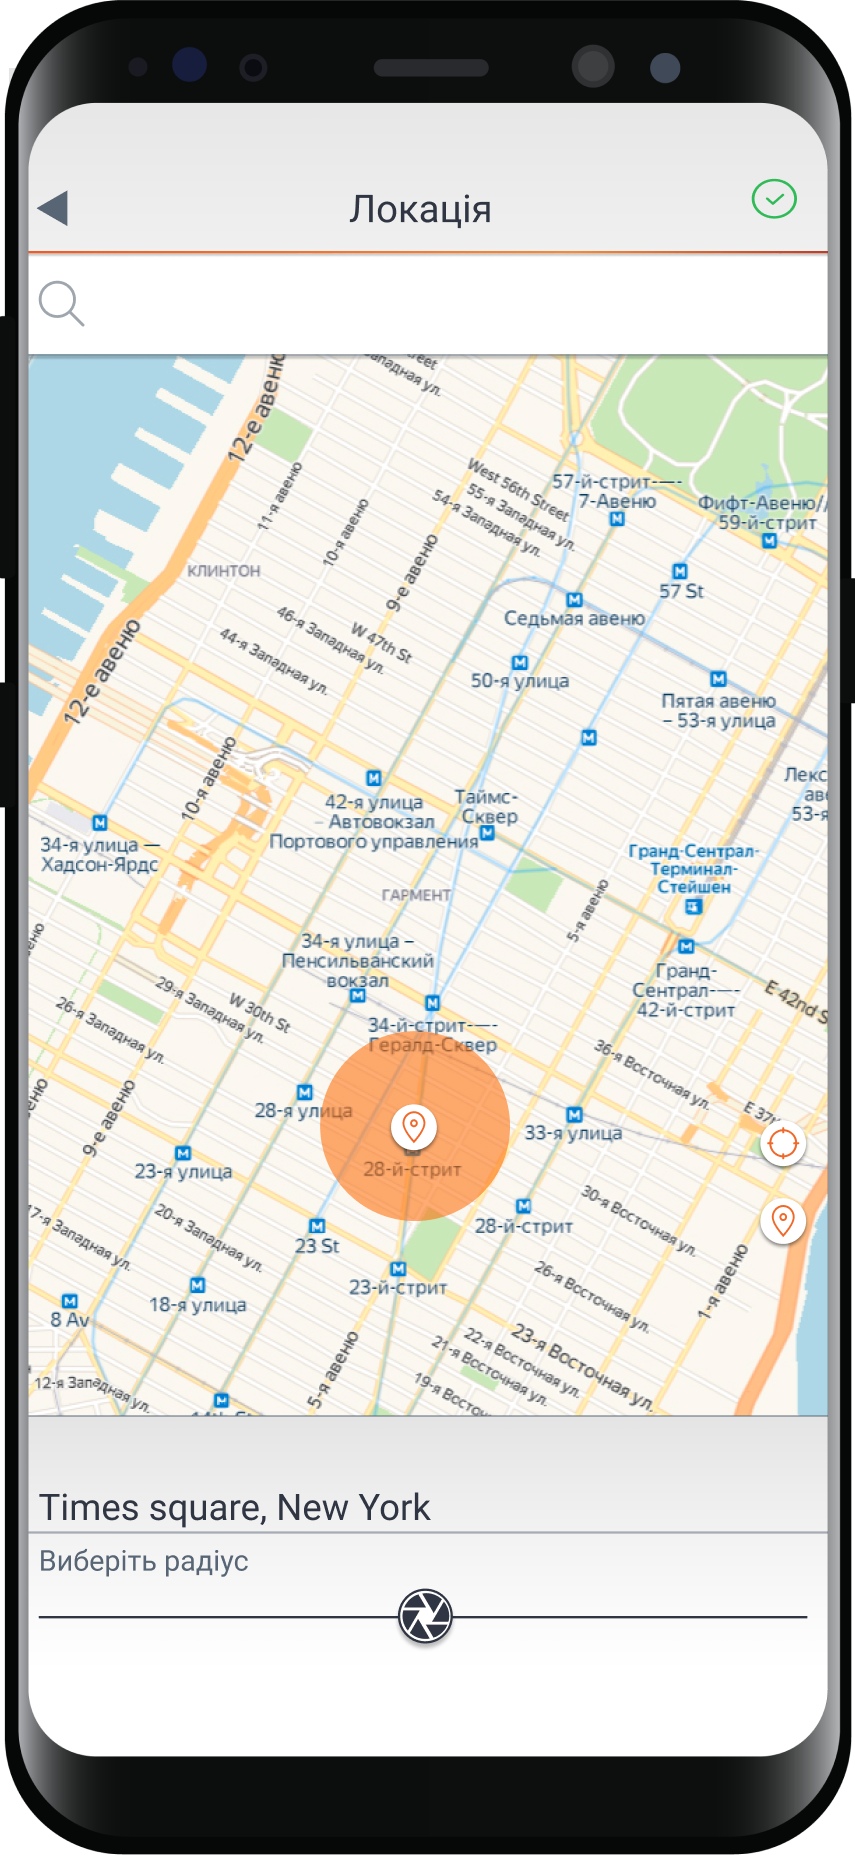 Локація
западная ул.
12-е авеню
11-я авеню
10-я авеню
9-е авеню
West 56th Street
55-я Западная ул.
54-я Западная ул.
57-й-стрит-—-
7-Авеню
Фифт-Авеню//
59-й-стрит
КЛИНТОН
57 St
Седьмая авеню
46-я Западная ул.
W 47th St
44-я Западная ул.
12-е авеню
50-я улица
Пятая авеню
– 53-я улица
10-я авеню
42-я улица
– Автовокзал
Портового управления
Таймс-
Сквер
Лекс
аве
53-я
34-я улица —
Хадсон-Ярдс
Гранд-Сентрал-
Терминал-
Стейшен
ГАРМЕНТ
5-я авеню
34-я улица –
Пенсильванский
вокзал
Гранд-
Сентрал-—-
42-й-стрит
E 42nd S
29-я Западная ул.
W 30th St
26-я Западная ул.
34-й-стрит-—-
Гералд-Сквер
36-я Восточная ул.
9-е авеню
28-я улица
E 37th
33-я улица
23-я улица
28-й-стрит
17-я Западная ул.
20-я Западная ул.
23 St
28-й-стрит
30-я Восточная ул.
1-я авеню
23-й-стрит
26-я Восточная ул.
18-я улица
8 Av
5-я авеню
23-я Восточная ул.
22-я Восточная ул.
21-я Восточная ул.
19-я Восточ
12-я Западная ул.
Times square, New York
Виберіть радіус